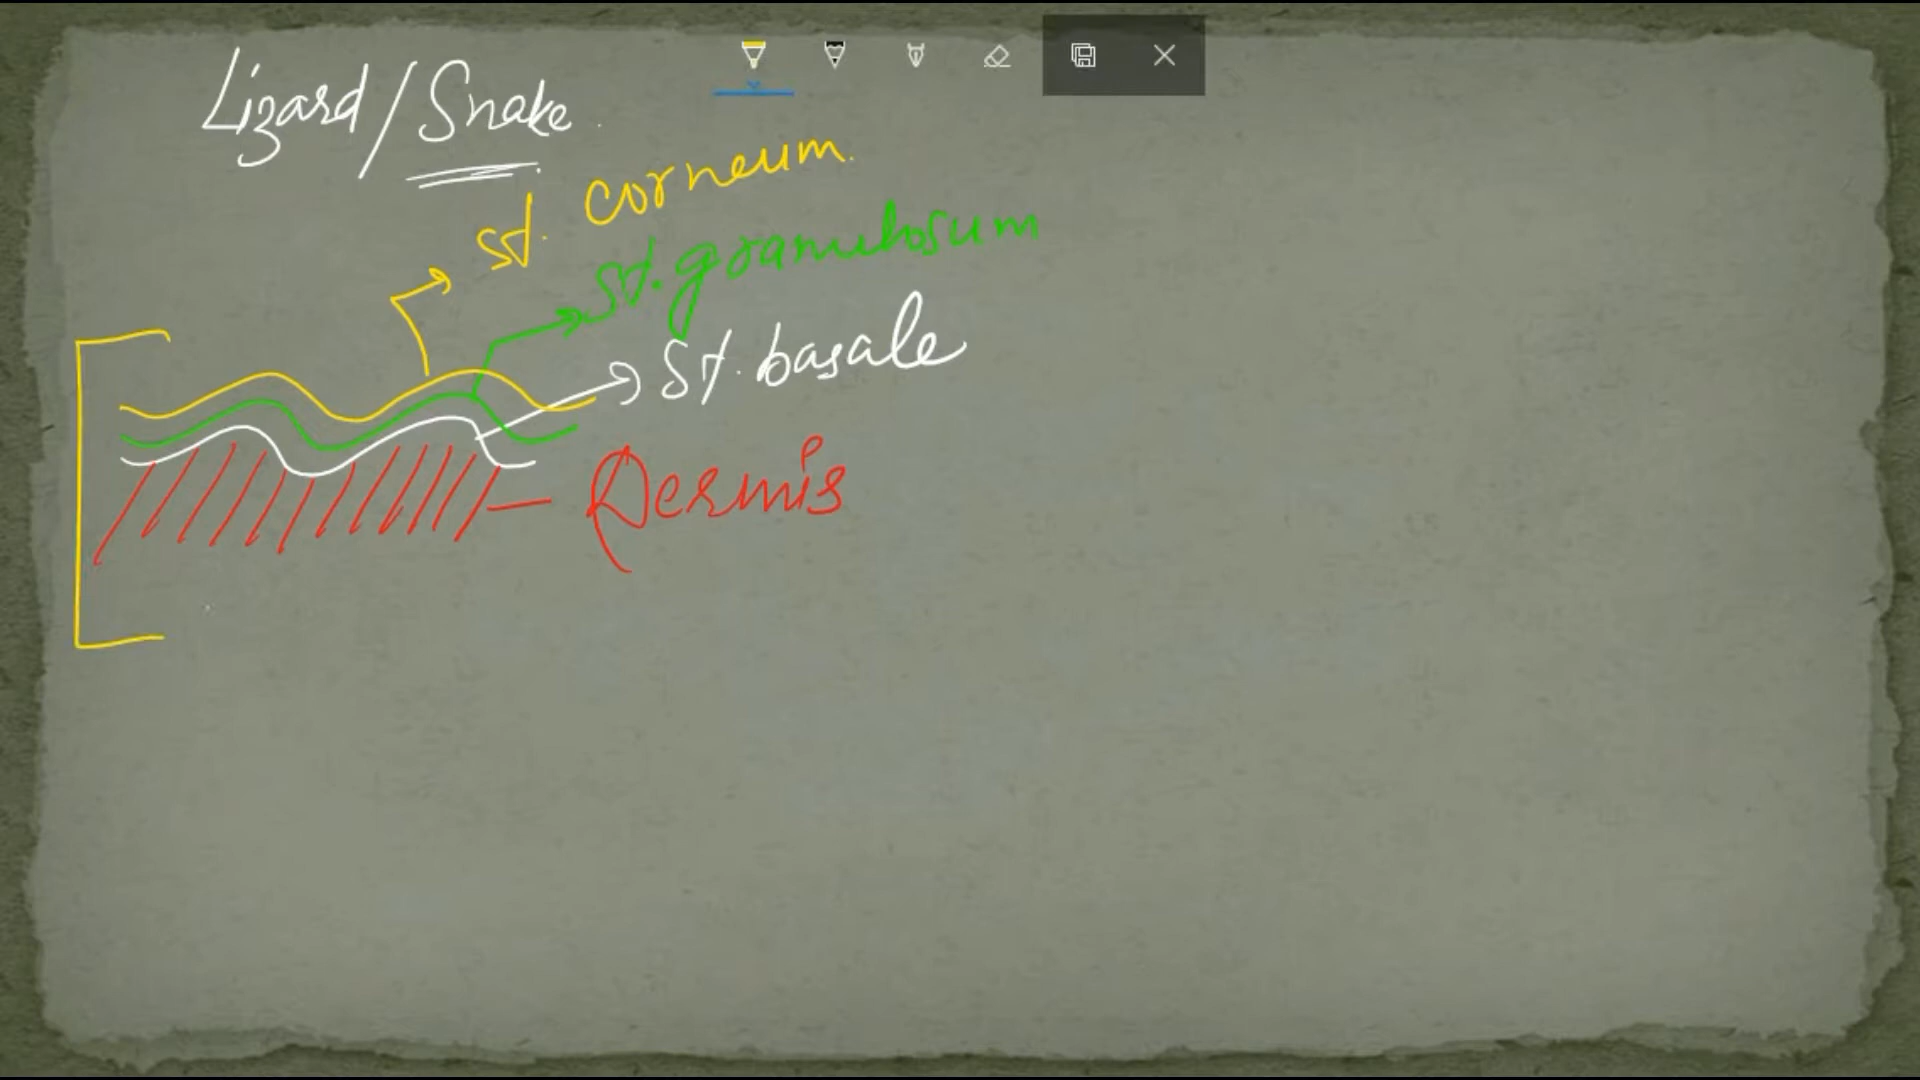 Lizard/Snake.
St. corneum.
St. granulosum
St. basale
Dermis